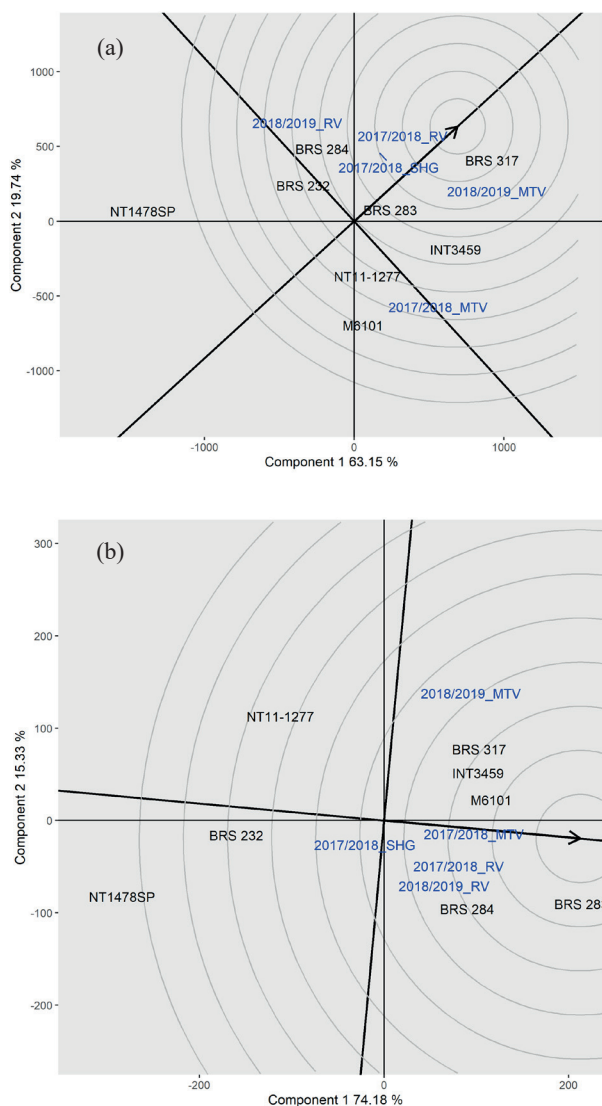 (a)
1000
2018/2019_RV
2017/2018_RV
500
BRS 284
BRS 317
2017/2018_SHG
BRS 232
2018/2019_MTV
NT1478SP
BRS 283
0
INT3459
NT11-1277
-500
2017/2018_MTV
M6101
-1000
-1000
0
1000
Component 1 63.15 %
Component 2 19.74 %
(b)
300
200
2018/2019_MTV
NT11-1277
100
BRS 317
INT3459
M6101
0
BRS 232
2017/2018_MTV
2017/2018_SHG
2017/2018_RV
2018/2019_RV
NT1478SP
BRS 284
BRS 28
-100
-200
-200
0
200
Component 1 74.18 %
Component 2 15.33 %